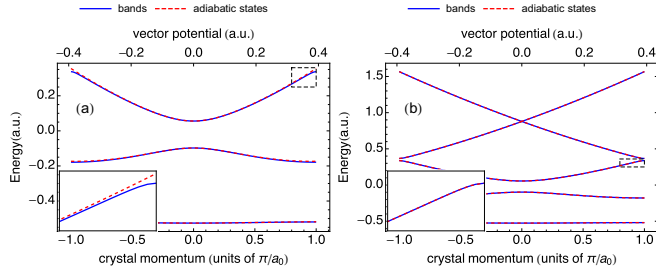 bands adiabatic states
vector potential (a.u.)
−0.4 −0.2 0.0 0.2 0.4
Energy(a.u.)
0.2
0.0
−0.2
−0.4
(a)
−1.0 −0.5 0.0 0.5 1.0
crystal momentum (units of π/a0)
bands adiabatic states
vector potential (a.u.)
−0.4 −0.2 0.0 0.2 0.4
Energy(a.u.)
1.5
1.0
0.5
0.0
−0.5
(b)
−1.0 −0.5 0.0 0.5 1.0
crystal momentum (units of π/a0)